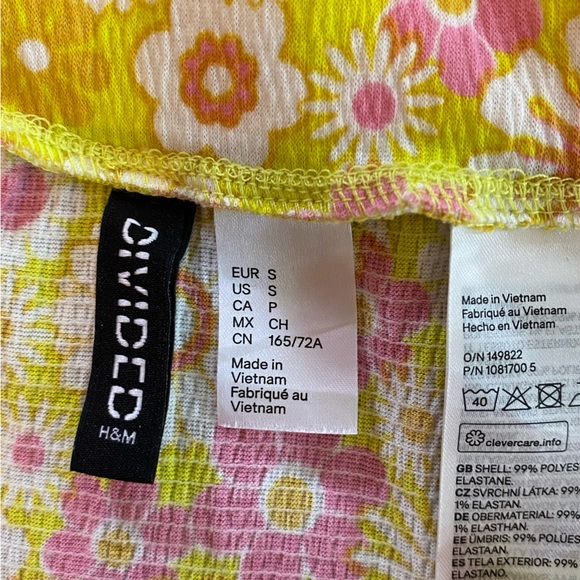 DIVIDED
H&M
EUR S
US S
CA P
MX CH
CN 165/72A
Made in
Vietnam
Fabriqué au
Vietnam
Made in Vietnam
Fabriqué au Vietnam
Hecho en Vietnam
O/N 149822
P/N 1081700 5
40
clevercare.info
GB SHELL: 99% POLYES
ELASTANE.
CZ SVRCHNÍ LÁTKA: 99%
1% ELASTAN.
DE OBERMATERIAL: 99
1% ELASTHAN.
EE ÜMBRIS: 99% POLÜES
ELASTAAN.
ES TELA EXTERIOR: 99%
ELASTANO.